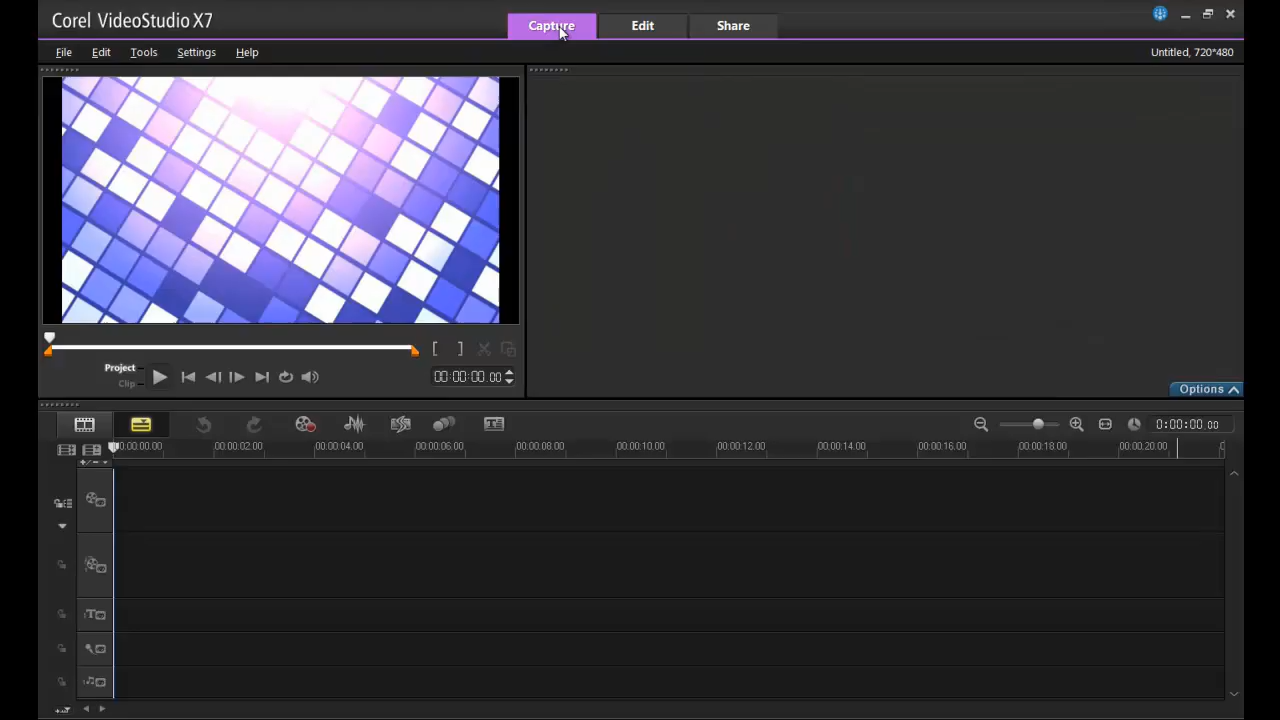 Corel VideoStudio X7
Capture Edit Share
File Edit Tools Settings Help
Untitled, 720*480
Project
Clip
00:00:00.00
Options
0:00:00.00
00:00:00.00 00:00:02.00 00:00:04.00 00:00:06.00 00:00:08.00 00:00:10.00 00:00:12.00 00:00:14.00 00:00:16.00 00:00:18.00 00:00:20.00